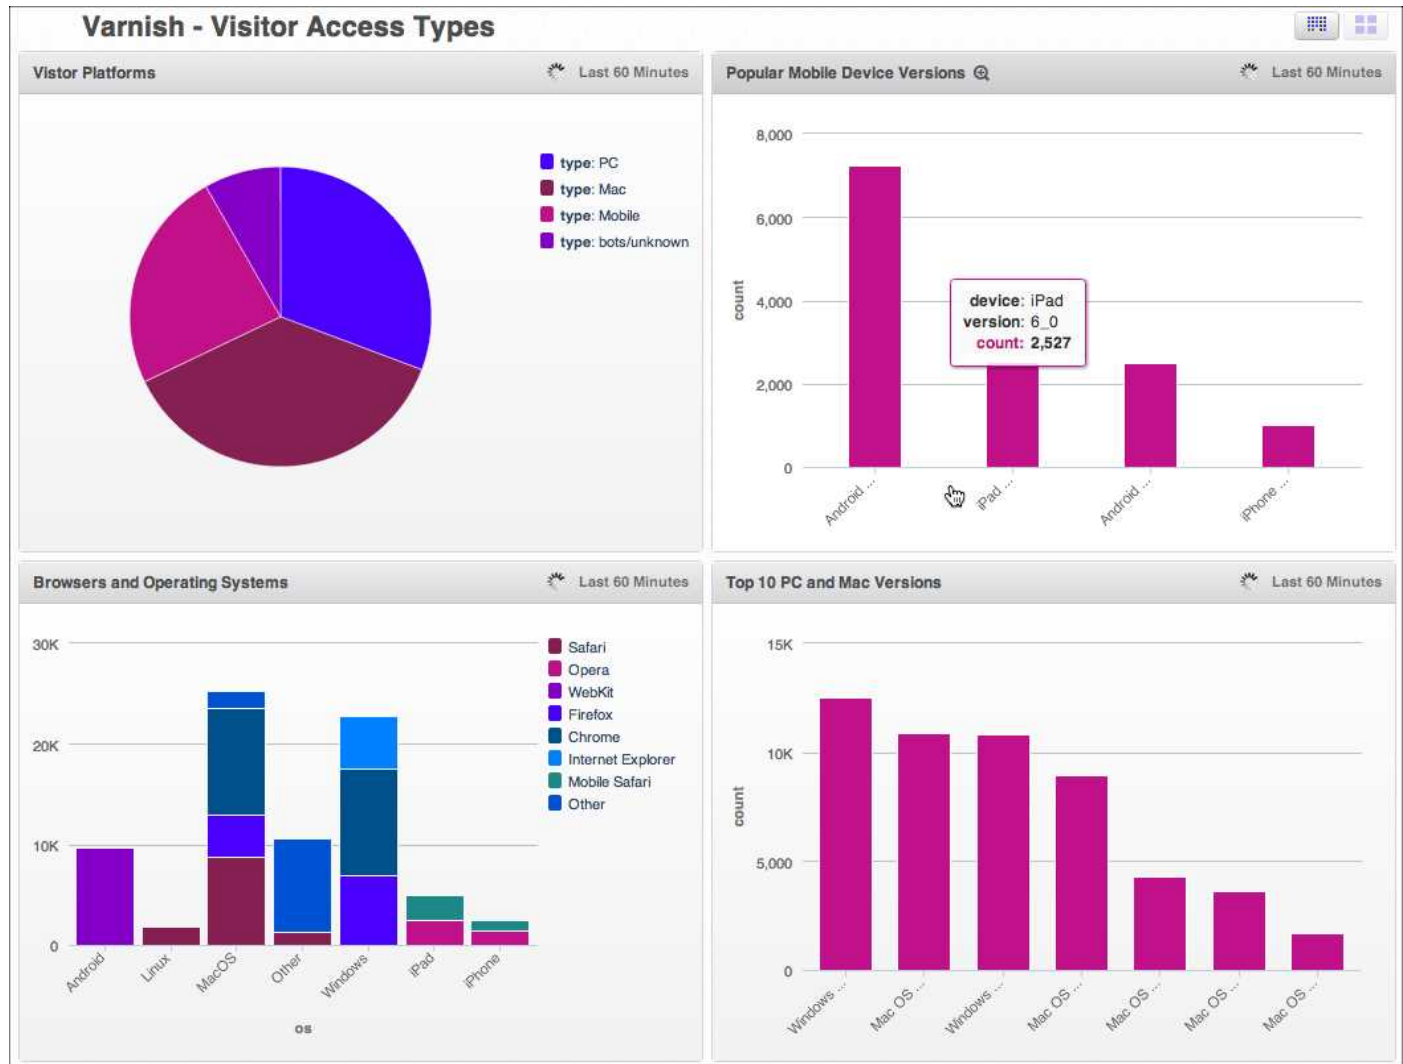 Varnish - Visitor Access Types
Vistor Platforms
Last 60 Minutes
type: PC
type: Mac
type: Mobile
type: bots/unknown
Popular Mobile Device Versions
Last 60 Minutes
8,000
6,000
4,000
2,000
0
count
device: iPad
version: 6_0
count: 2,527
Android ...
iPad ...
Android ...
iPhone ...
Browsers and Operating Systems
Last 60 Minutes
30K
20K
10K
0
Safari
Opera
WebKit
Firefox
Chrome
Internet Explorer
Mobile Safari
Other
Android
Linux
MacOS
Other
Windows
iPad
iPhone
os
Top 10 PC and Mac Versions
Last 60 Minutes
15K
10K
5,000
0
count
Windows ...
Mac OS ...
Windows ...
Mac OS ...
Mac OS ...
Mac OS ...
Mac OS ...